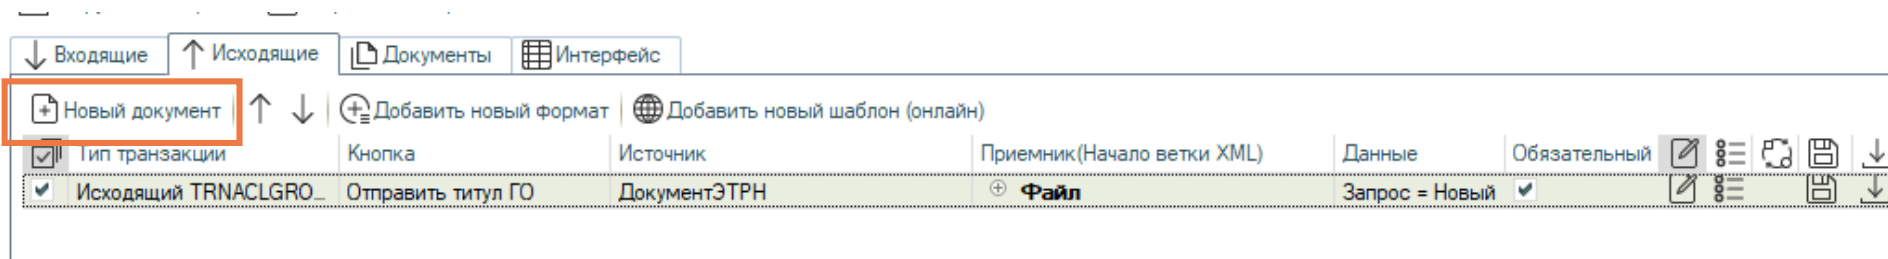 Входящие Исходящие Документы Интерфейс
Новый документ Добавить новый формат Добавить новый шаблон (онлайн)
Тип транзакции Кнопка Источник Приемник(Начало ветки XML) Данные Обязательный
Исходящий TRNACLGRO... Отправить титул ГО ДокументЭТРН Файл Запрос = Новый